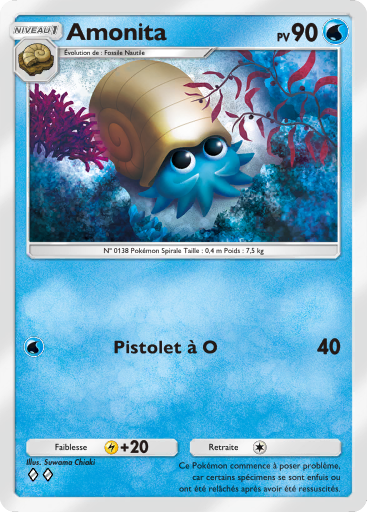 NIVEAU 1
Amonita
PV 90
Évolution de : Fossile Nautile
N° 0138 Pokémon Spirale Taille : 0,4 m Poids : 7,5 kg
Pistolet à O
40
Faiblesse
+20
Retraite
Illus. Suwama Chiaki
Ce Pokémon commence à poser problème,
car certains spécimens se sont enfuis ou
ont été relâchés après avoir été ressuscités.